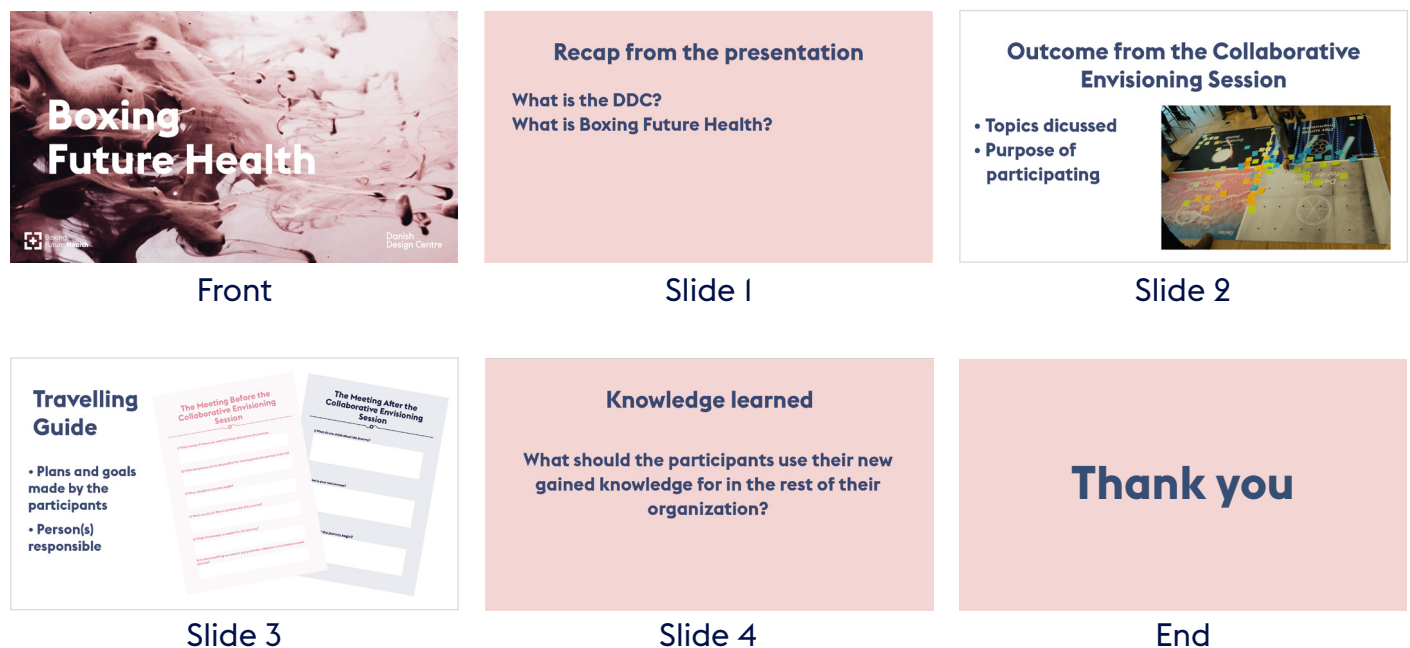 Boxing
Future Health
Boxing
Future Health
Danish
Design Centre
Front
Recap from the presentation
What is the DDC?
What is Boxing Future Health?
Slide 1
Outcome from the Collaborative
Envisioning Session
• Topics dicussed
• Purpose of
participating
Slide 2
Travelling
Guide
• Plans and goals
made by the
participants
• Person(s)
responsible
The Meeting Before the
Collaborative Envisioning
Session
The Meeting After the
Collaborative Envisioning
Session
Slide 3
Knowledge learned
What should the participants use their new
gained knowledge for in the rest of their
organization?
Slide 4
Thank you
End